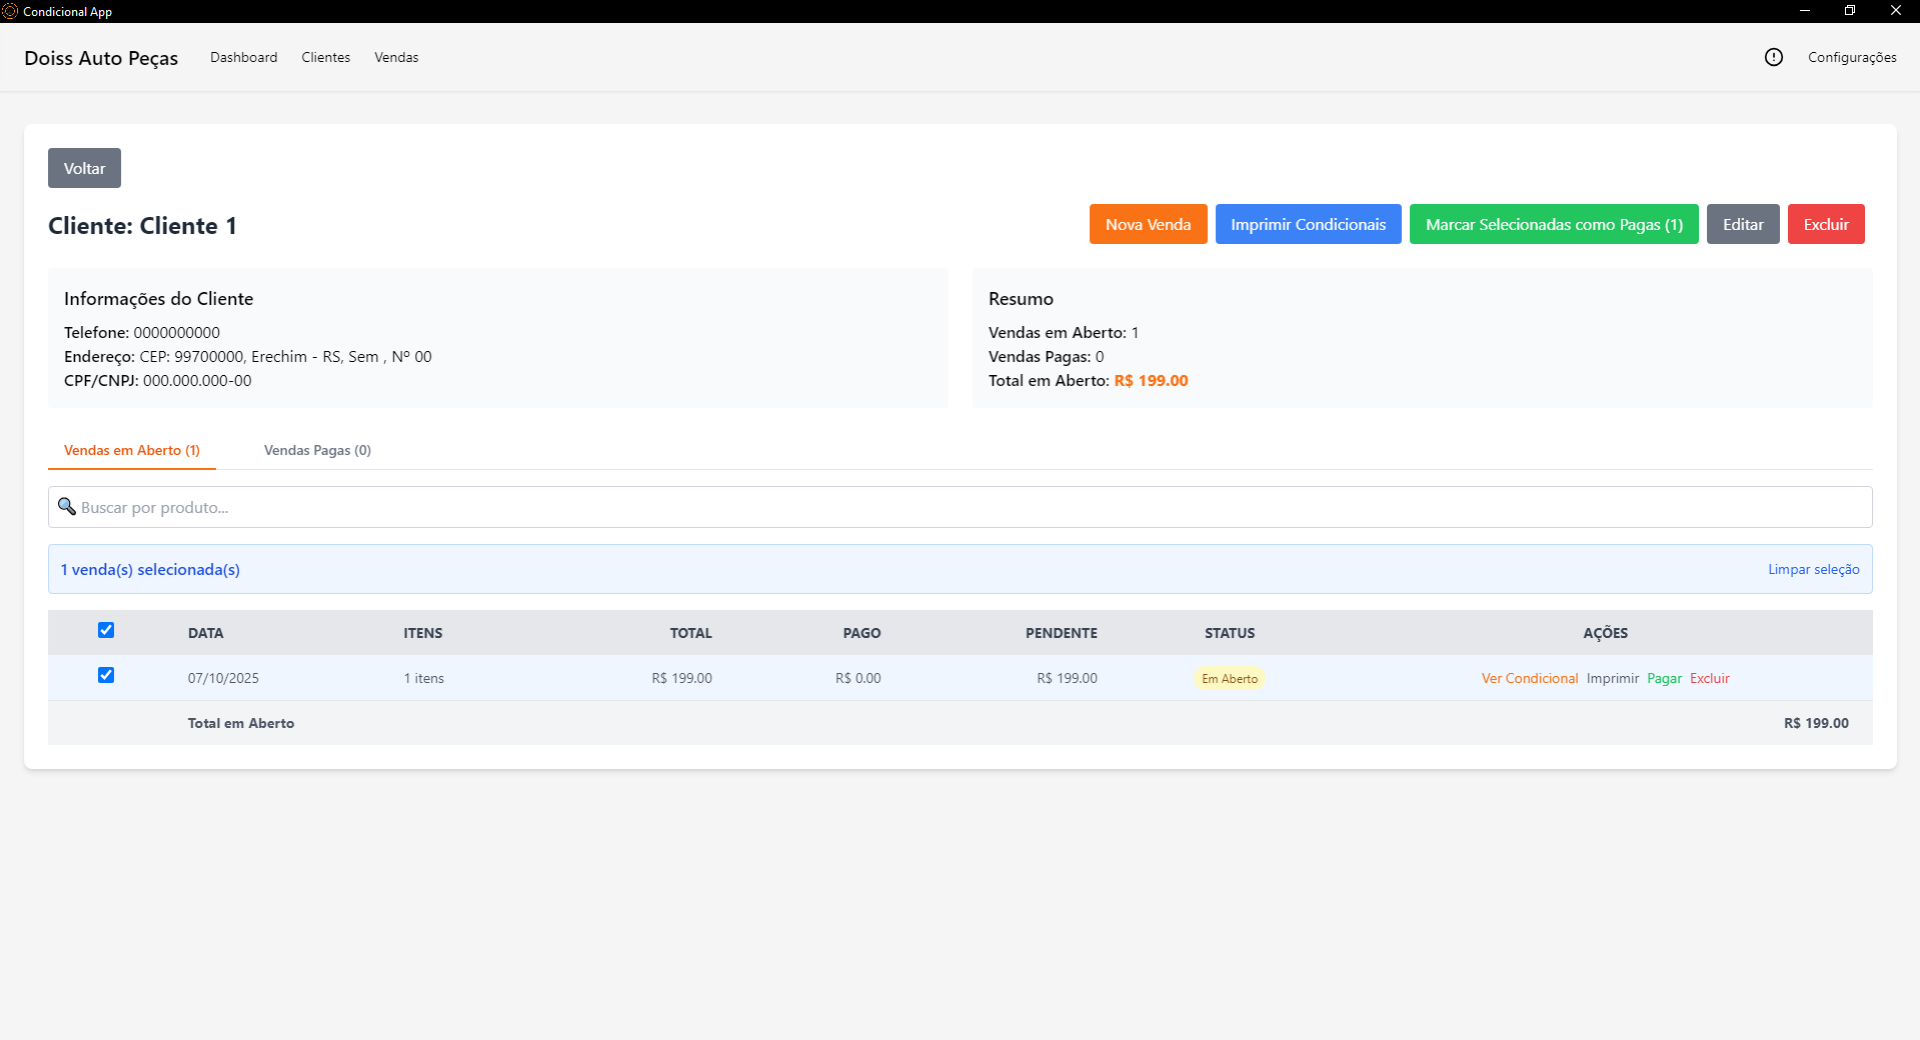 Condicional App
Doiss Auto Peças Dashboard Clientes Vendas Configurações
Voltar
Cliente: Cliente 1
Nova Venda Imprimir Condicionais Marcar Selecionadas como Pagas (1) Editar Excluir
Informações do Cliente
Telefone: 0000000000
Endereço: CEP: 99700000, Erechim - RS, Sem , Nº 00
CPF/CNPJ: 000.000.000-00
Resumo
Vendas em Aberto: 1
Vendas Pagas: 0
Total em Aberto: R$ 199.00
Vendas em Aberto (1) Vendas Pagas (0)
Buscar por produto...
1 venda(s) selecionada(s) Limpar seleção
DATA ITENS TOTAL PAGO PENDENTE STATUS AÇÕES
07/10/2025 1 itens R$ 199.00 R$ 0.00 R$ 199.00 Em Aberto Ver Condicional Imprimir Pagar Excluir
Total em Aberto R$ 199.00